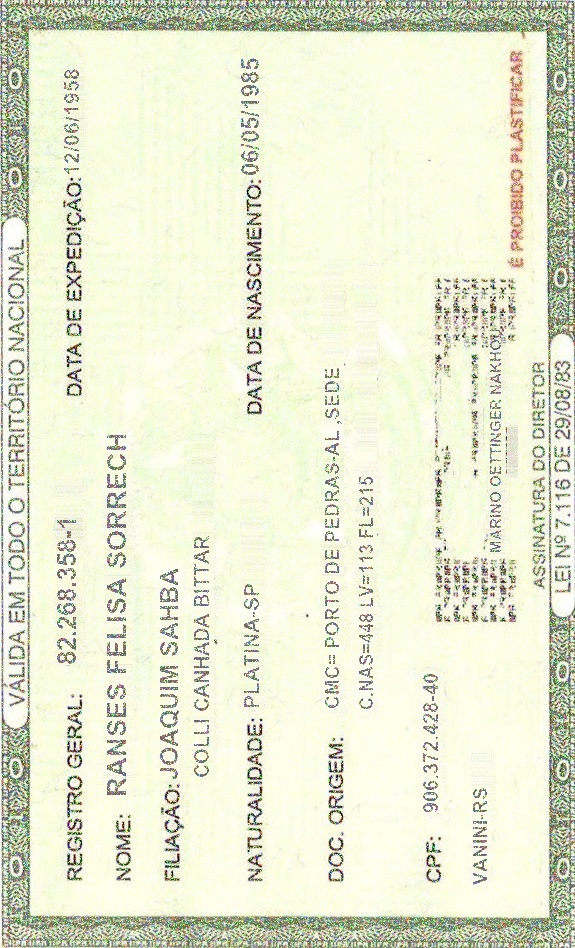 VÁLIDA EM TODO O TERRITÓRIO NACIONAL
REGISTRO GERAL: 82.268.358-1 DATA DE EXPEDIÇÃO:12/06/1958
NOME: RANSES FELISA SORRECH
FILIAÇÃO: JOAQUIM SAHBA
COLLI CANHADA BITTAR
NATURALIDADE: PLATINA-SP DATA DE NASCIMENTO: 06/05/1985
DOC. ORIGEM: CMC= PORTO DE PEDRAS-AL ,SEDE
C.NAS=448 LV=113 FL=215
CPF: 906.372.428-40
VANINI-RS
MARINO OETTINGER NAKHOY
ASSINATURA DO DIRETOR
É PROIBIDO PLASTIFICAR
LEI Nº 7.116 DE 29/08/83